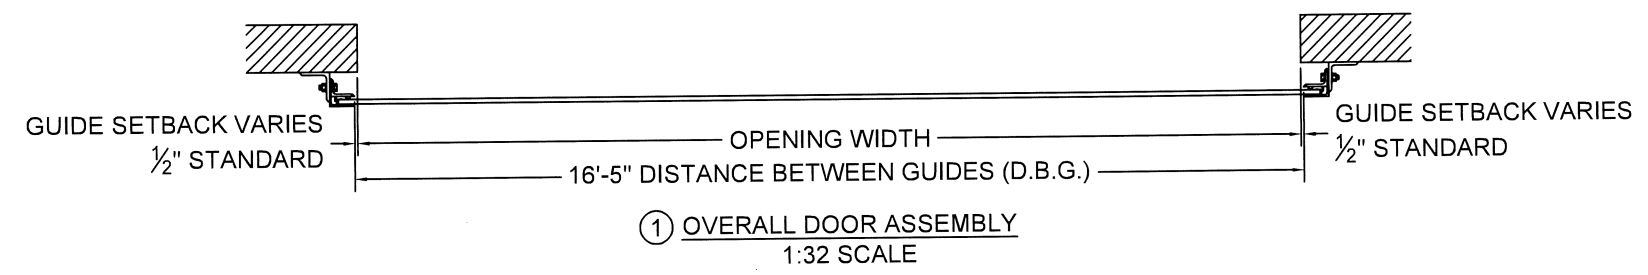 GUIDE SETBACK VARIES
½" STANDARD
OPENING WIDTH
GUIDE SETBACK VARIES
½" STANDARD
16'-5" DISTANCE BETWEEN GUIDES (D.B.G.)
1 OVERALL DOOR ASSEMBLY
1:32 SCALE